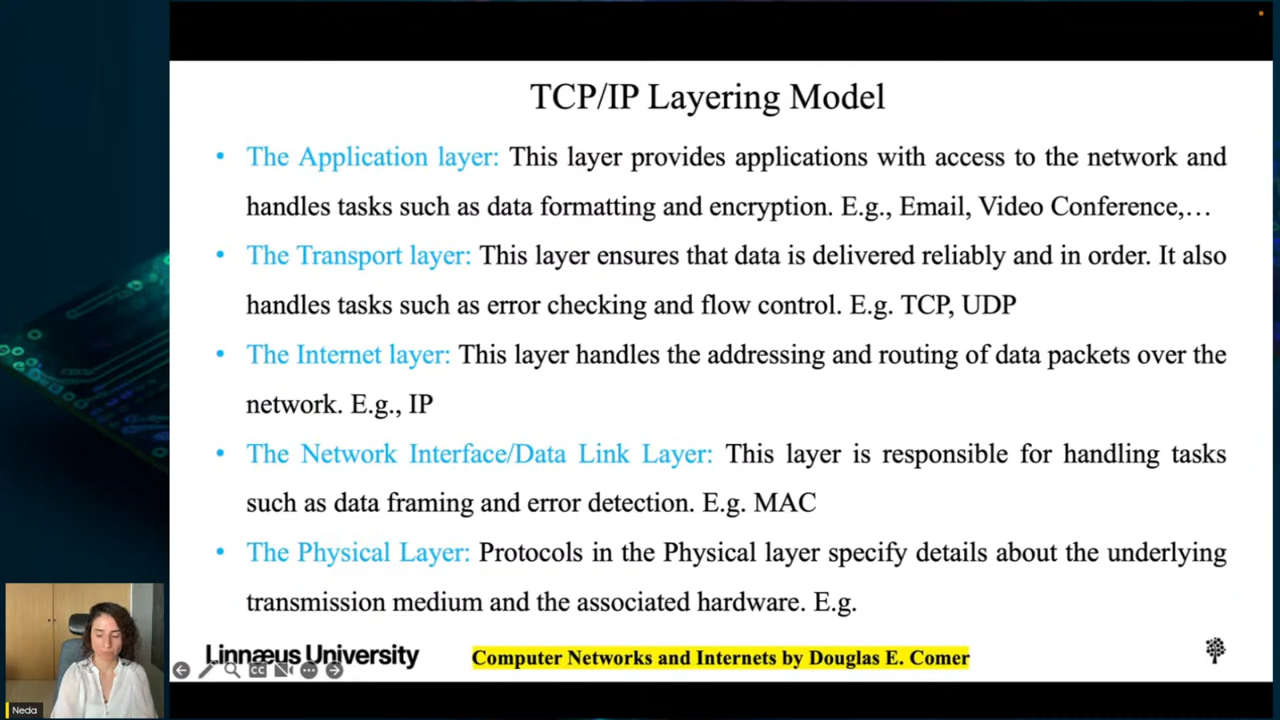 TCP/IP Layering Model
• The Application layer: This layer provides applications with access to the network and
handles tasks such as data formatting and encryption. E.g., Email, Video Conference,…
• The Transport layer: This layer ensures that data is delivered reliably and in order. It also
handles tasks such as error checking and flow control. E.g. TCP, UDP
• The Internet layer: This layer handles the addressing and routing of data packets over the
network. E.g., IP
• The Network Interface/Data Link Layer: This layer is responsible for handling tasks
such as data framing and error detection. E.g. MAC
• The Physical Layer: Protocols in the Physical layer specify details about the underlying
transmission medium and the associated hardware. E.g.
Linnæus University
Computer Networks and Internets by Douglas E. Comer
CC
Neda